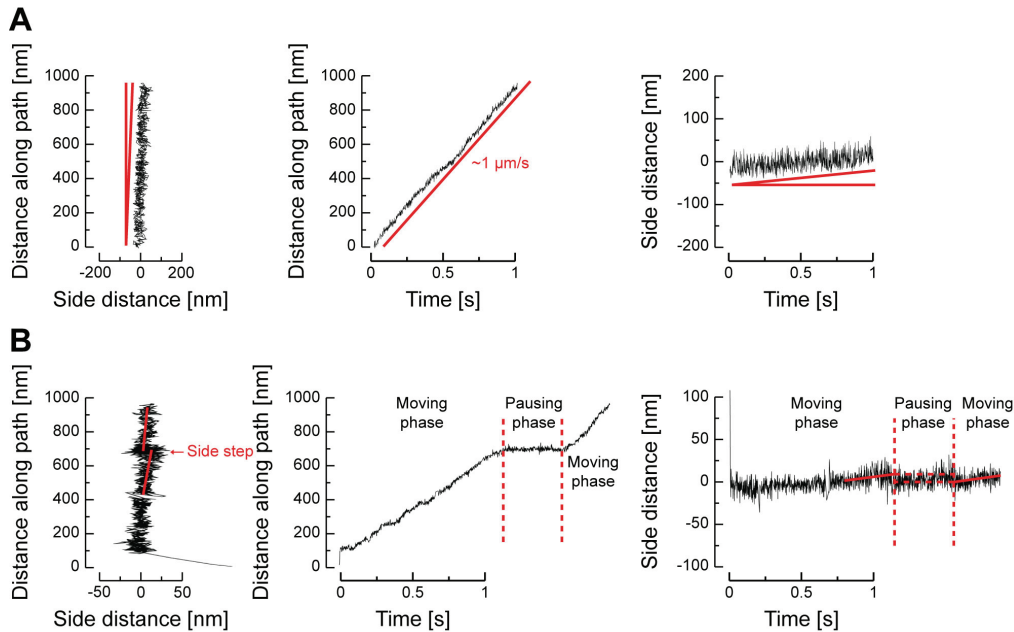 A
Distance along path [nm]
1000
800
600
400
200
0
-200 0 200
Side distance [nm]
Distance along path [nm]
1000
800
600
400
200
0
~1 µm/s
0 0.5 1
Time [s]
Side distance [nm]
200
100
0
-100
-200
0 0.5 1
Time [s]
B
Distance along path [nm]
1000
800
600
400
200
0
Side step
-50 0 50
Side distance [nm]
Distance along path [nm]
1000
800
600
400
200
0
Moving
phase
Pausing
phase
Moving
phase
0 0.5 1
Time [s]
Side distance [nm]
100
50
0
-50
-100
Moving
phase
Pausing
phase
Moving
phase
0 0.5 1
Time [s]